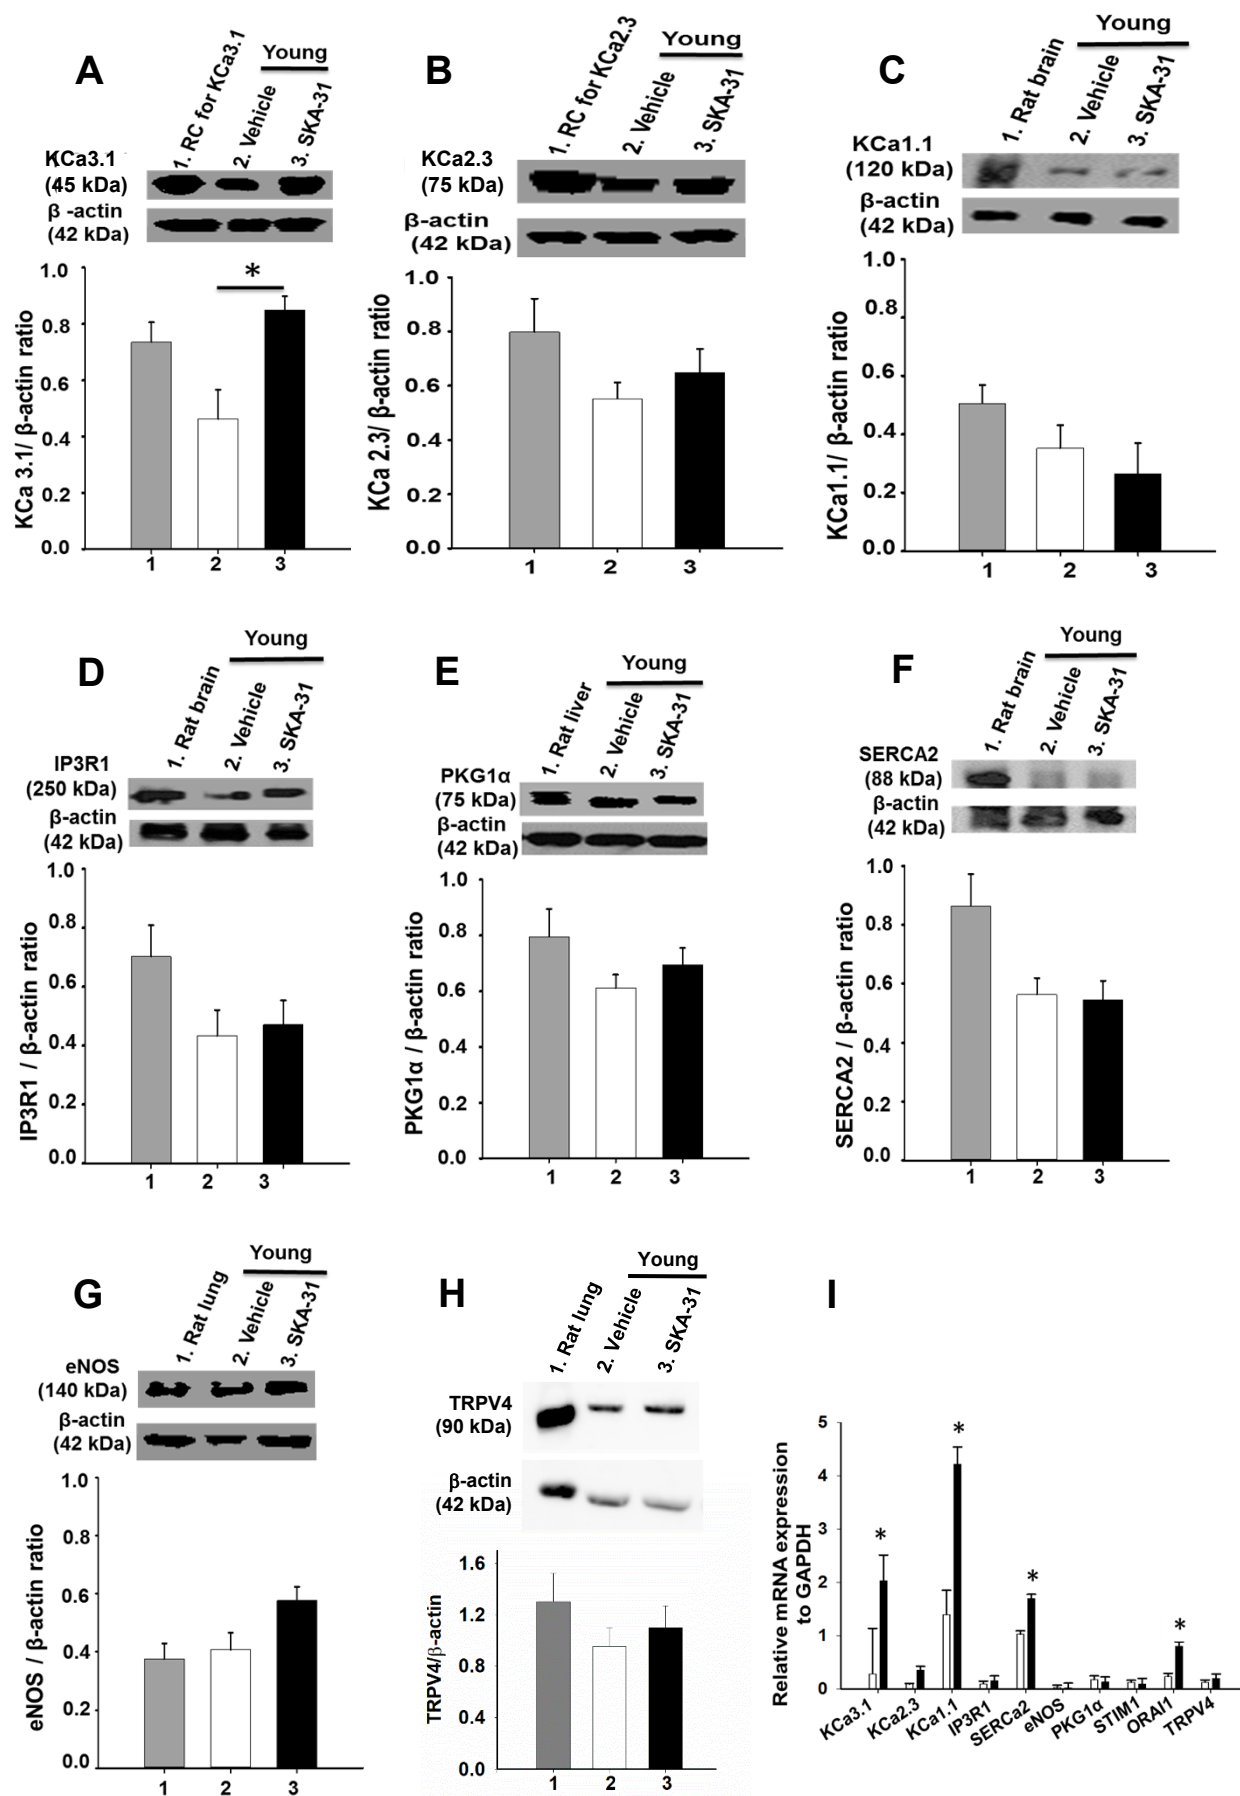 A
1. RC for KCa3.1
2. Vehicle
3. SKA-31
Young
KCa3.1
(45 kDa)
β -actin
(42 kDa)
*
KCa 3.1/ β-actin ratio
1.0
0.8
0.6
0.4
0.2
0.0
1 2 3
B
1. RC for KCa2.3
2. Vehicle
3. SKA-31
Young
KCa2.3
(75 kDa)
β-actin
(42 kDa)
KCa 2.3/ β-actin ratio
1.0
0.8
0.6
0.4
0.2
0.0
1 2 3
C
1. Rat brain
2. Vehicle
3. SKA-31
Young
KCa1.1
(120 kDa)
β-actin
(42 kDa)
KCa1.1/ β-actin ratio
1.0
0.8
0.6
0.4
0.2
0.0
1 2 3
D
1. Rat brain
2. Vehicle
3. SKA-31
Young
IP3R1
(250 kDa)
β-actin
(42 kDa)
IP3R1 / β-actin ratio
1.0
0.8
0.6
0.4
0.2
0.0
1 2 3
E
1. Rat liver
2. Vehicle
3. SKA-31
Young
PKG1α
(75 kDa)
β-actin
(42 kDa)
PKG1α / β-actin ratio
1.0
0.8
0.6
0.4
0.2
0.0
1 2 3
F
1. Rat brain
2. Vehicle
3. SKA-31
Young
SERCA2
(88 kDa)
β-actin
(42 kDa)
SERCA2 / β-actin ratio
1.0
0.8
0.6
0.4
0.2
0.0
1 2 3
G
1. Rat lung
2. Vehicle
3. SKA-31
Young
eNOS
(140 kDa)
β-actin
(42 kDa)
eNOS / β-actin ratio
1.0
0.8
0.6
0.4
0.2
0.0
1 2 3
H
1. Rat lung
2. Vehicle
3. SKA-31
Young
TRPV4
(90 kDa)
β-actin
(42 kDa)
TRPV4/β-actin
1.6
1.2
0.8
0.4
0.0
1 2 3
I
Relative mRNA expression
to GAPDH
5
4
3
2
1
0
* * * *
KCa3.1
KCa2.3
KCa1.1
IP3R1
SERCa2
eNOS
PKG1α
STIM1
ORAI1
TRPV4